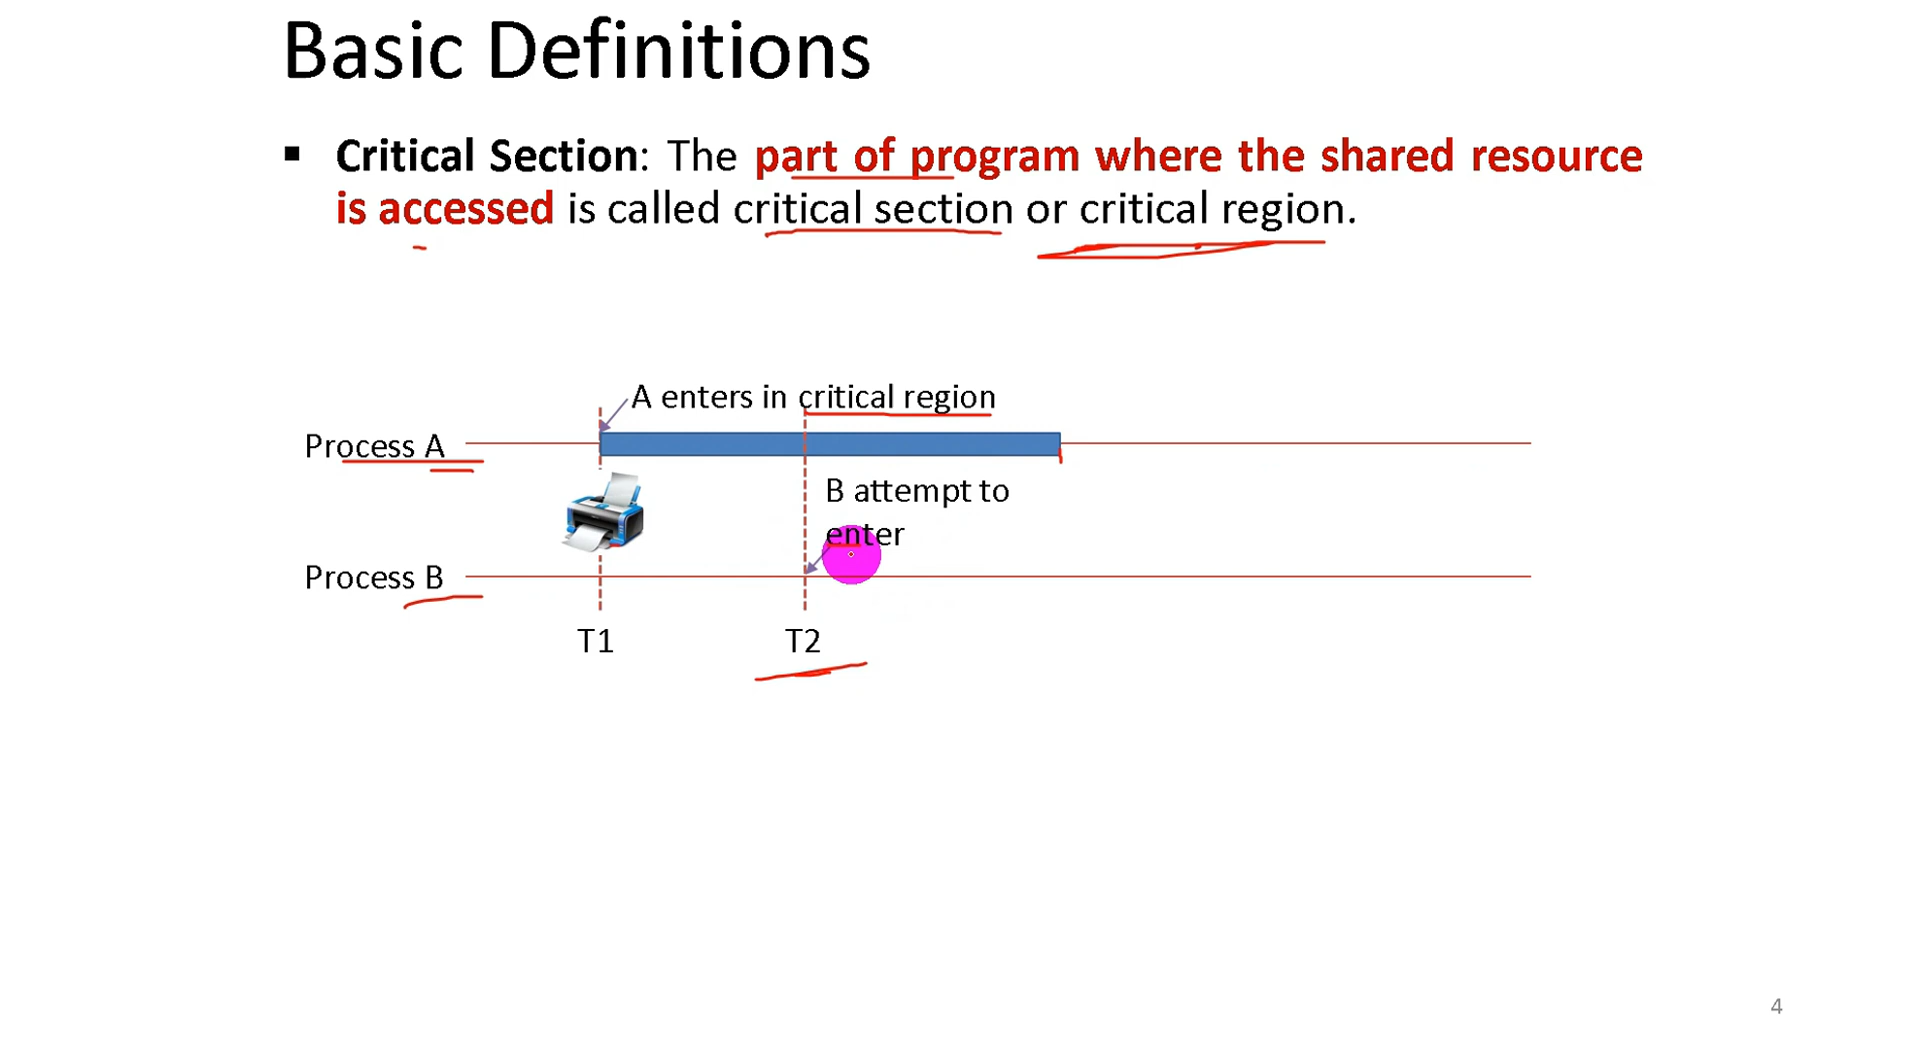 Basic Definitions
▪ Critical Section: The part of program where the shared resource
is accessed is called critical section or critical region.
A enters in critical region
Process A
B attempt to
enter
Process B
T1 T2
4